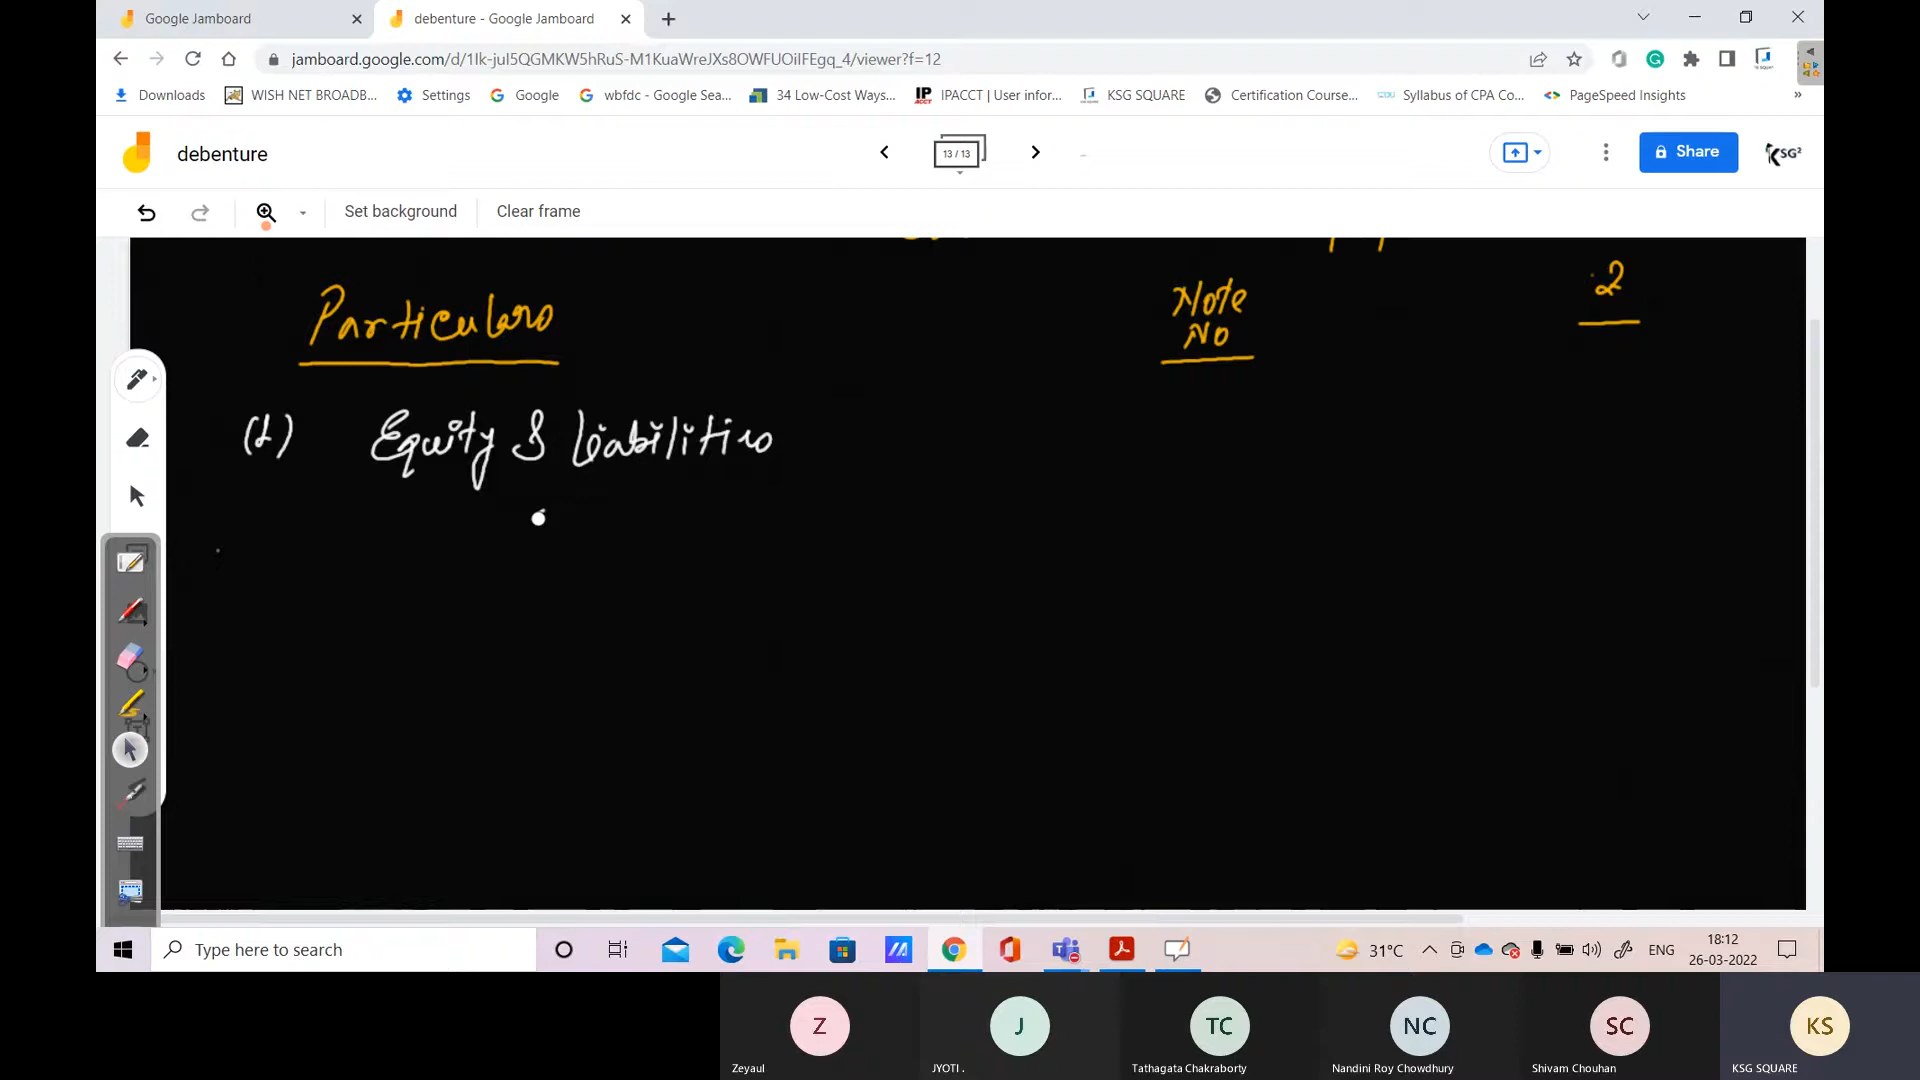 Google Jamboard
debenture - Google Jamboard
jamboard.google.com/d/1Ik-juI5QGMKW5hRuS-M1KuaWreJXs8OWFUOiIFEgq_4/viewer?f=12
Downloads WISH NET BROADB... Settings Google wbfdc - Google Sea... 34 Low-Cost Ways... IPACCT | User infor... KSG SQUARE Certification Course... Syllabus of CPA Co... PageSpeed Insights »
debenture
13 / 13
Share
KSG²
Set background Clear frame
Particulars
Note
No
2
(1) Equity & Liabilities
Type here to search
31°C
ENG
18:12
26-03-2022
Z J TC NC SC KS
Zeyaul JYOTI . Tathagata Chakraborty Nandini Roy Chowdhury Shivam Chouhan KSG SQUARE